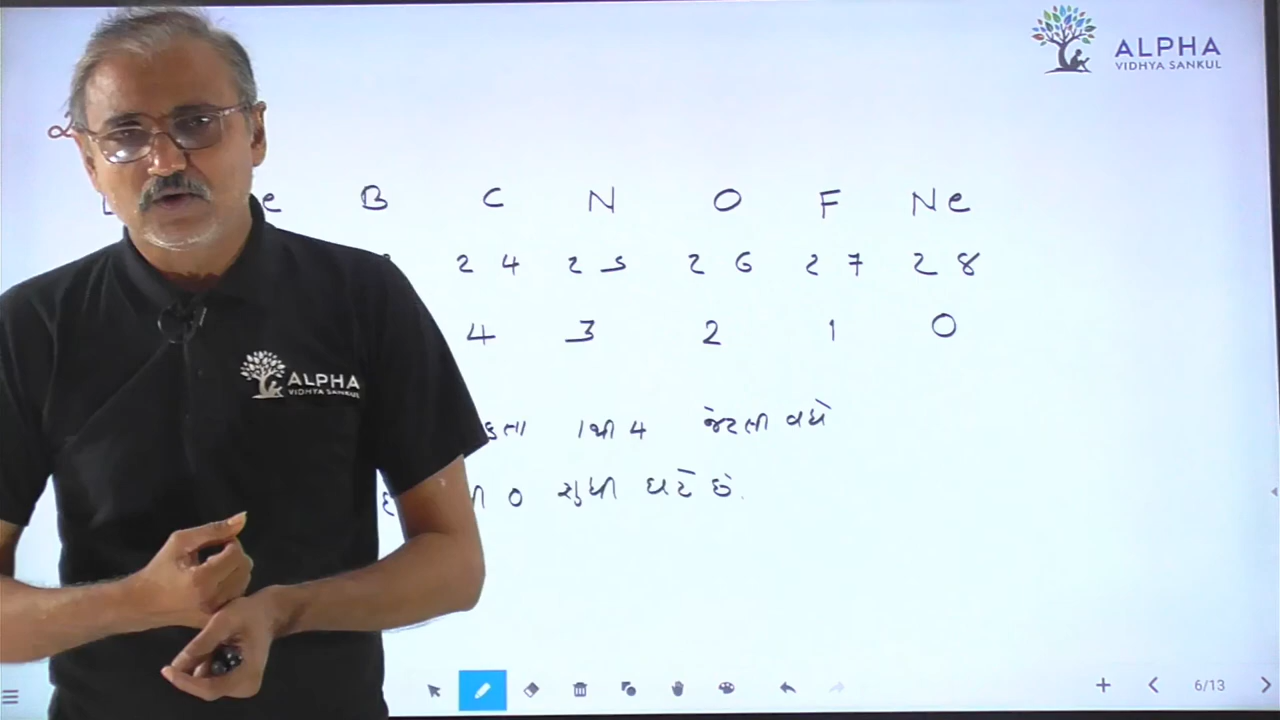 ALPHA
VIDHYA SANKUL
e B C N O F Ne
2 4 2 5 2 6 2 7 2 8
4 3 2 1 0
1થી 4 જેટલી વધે
0 સુધી ઘટે છે.
ALPHA
VIDHYA SANKUL
6/13